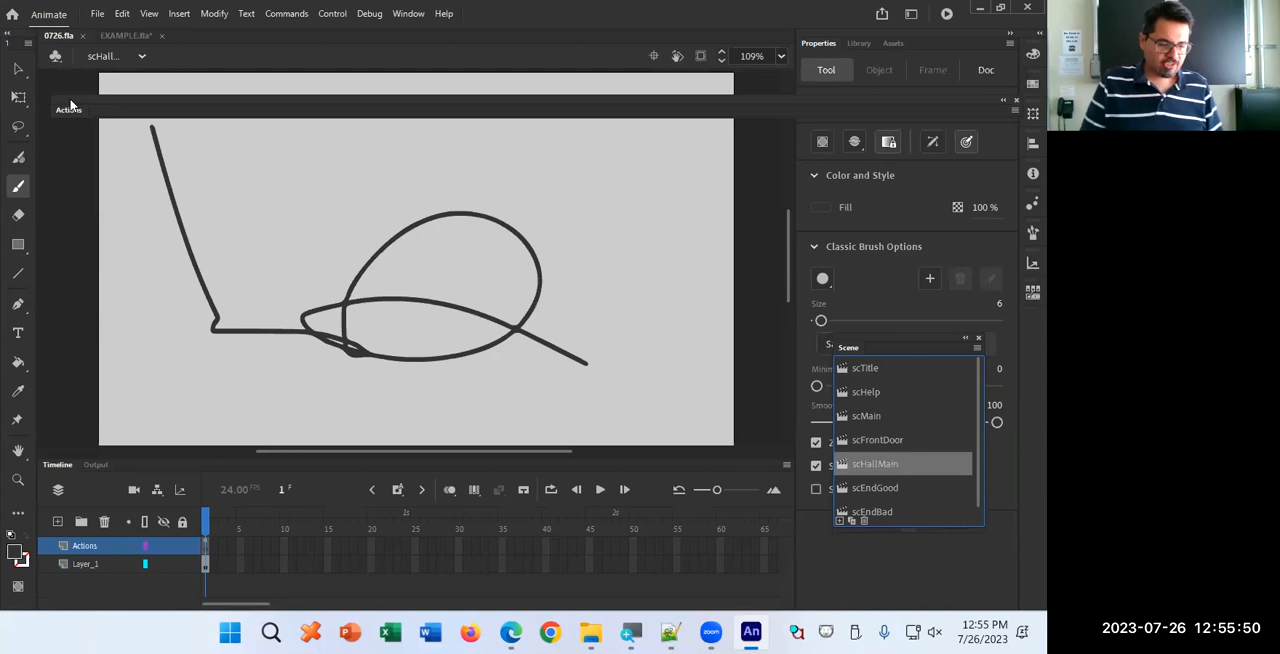 Animate File Edit View Insert Modify Text Commands Control Debug Window Help
0726.fla × EXAMPLE.fla* ×
scHall... 109%
Properties Library Assets
Tool Object Frame Doc
Actions
Color and Style
Fill 100 %
Classic Brush Options
Size 6
Scene
scTitle
scHelp
scMain
scFrontDoor
scHallMain
scEndGood
scEndBad
0
100
Timeline Output
24.00 FPS 1 F
1s 2s
5 10 15 20 25 30 35 40 45 50 55 60 65
Actions
Layer_1
12:55 PM
7/26/2023
2023-07-26 12:55:50